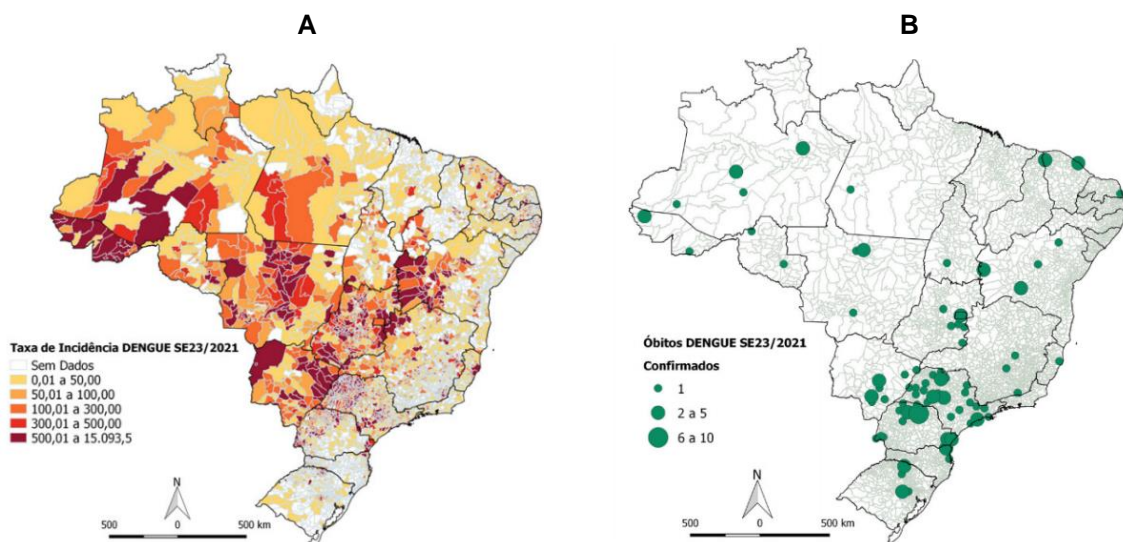 A
B
Taxa de Incidência DENGUE SE23/2021
Sem Dados
0,01 a 50,00
50,01 a 100,00
100,01 a 300,00
300,01 a 500,00
500,01 a 15.093,5
N
500 0 500 km
Óbitos DENGUE SE23/2021
Confirmados
1
2 a 5
6 a 10
N
500 0 500 km